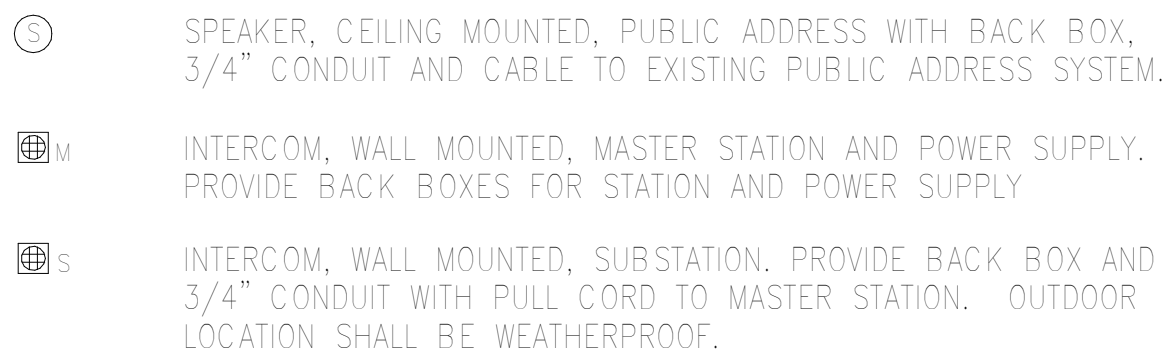 S SPEAKER, CEILING MOUNTED, PUBLIC ADDRESS WITH BACK BOX,
3/4" CONDUIT AND CABLE TO EXISTING PUBLIC ADDRESS SYSTEM.
M INTERCOM, WALL MOUNTED, MASTER STATION AND POWER SUPPLY.
PROVIDE BACK BOXES FOR STATION AND POWER SUPPLY
S INTERCOM, WALL MOUNTED, SUBSTATION. PROVIDE BACK BOX AND
3/4" CONDUIT WITH PULL CORD TO MASTER STATION. OUTDOOR
LOCATION SHALL BE WEATHERPROOF.